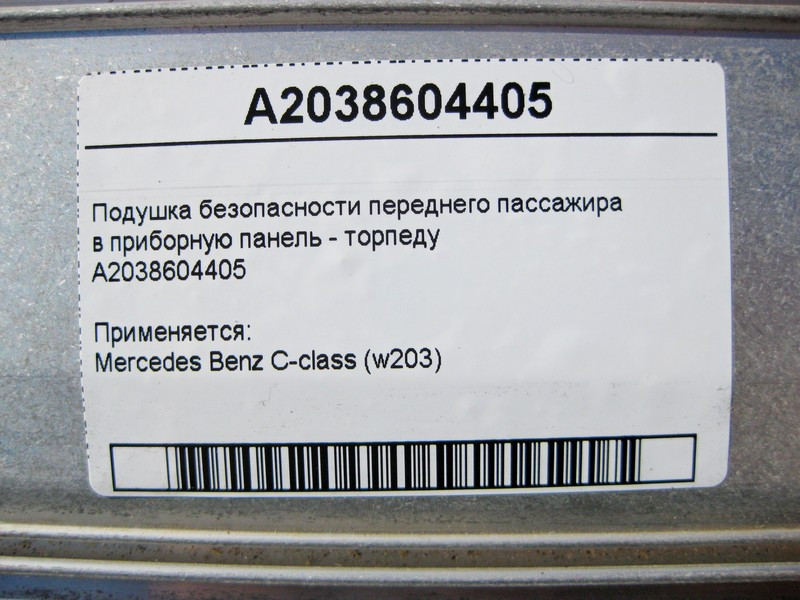 A2038604405
Подушка безопасности переднего пассажира
в приборную панель - торпеду
A2038604405
Применяется:
Mercedes Benz C-class (w203)